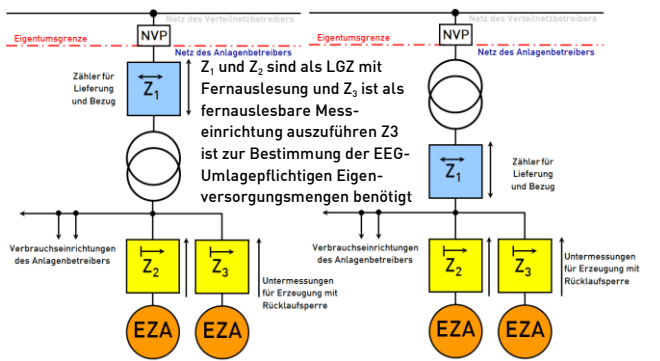 Netz des Verteilnetzbetreibers
NVP
Eigentumsgrenze
Netz des Anlagenbetreibers
Zähler für
Lieferung
und Bezug
Z1
Z1 und Z2 sind als LGZ mit
Fernauslesung und Z3 ist als
fernauslesbare Mess-
einrichtung auszuführen Z3
ist zur Bestimmung der EEG-
Umlagepflichtigen Eigen-
versorgungsmengen benötigt
Verbrauchseinrichtungen
des Anlagenbetreibers
Z2
Z3
Untermessungen
für Erzeugung mit
Rücklaufsperre
EZA
EZA
Netz des Verteilnetzbetreibers
NVP
Eigentumsgrenze
Netz des Anlagenbetreibers
Z1
Zähler für
Lieferung
und Bezug
Verbrauchseinrichtungen
des Anlagenbetreibers
Z2
Z3
Untermessungen
für Erzeugung mit
Rücklaufsperre
EZA
EZA